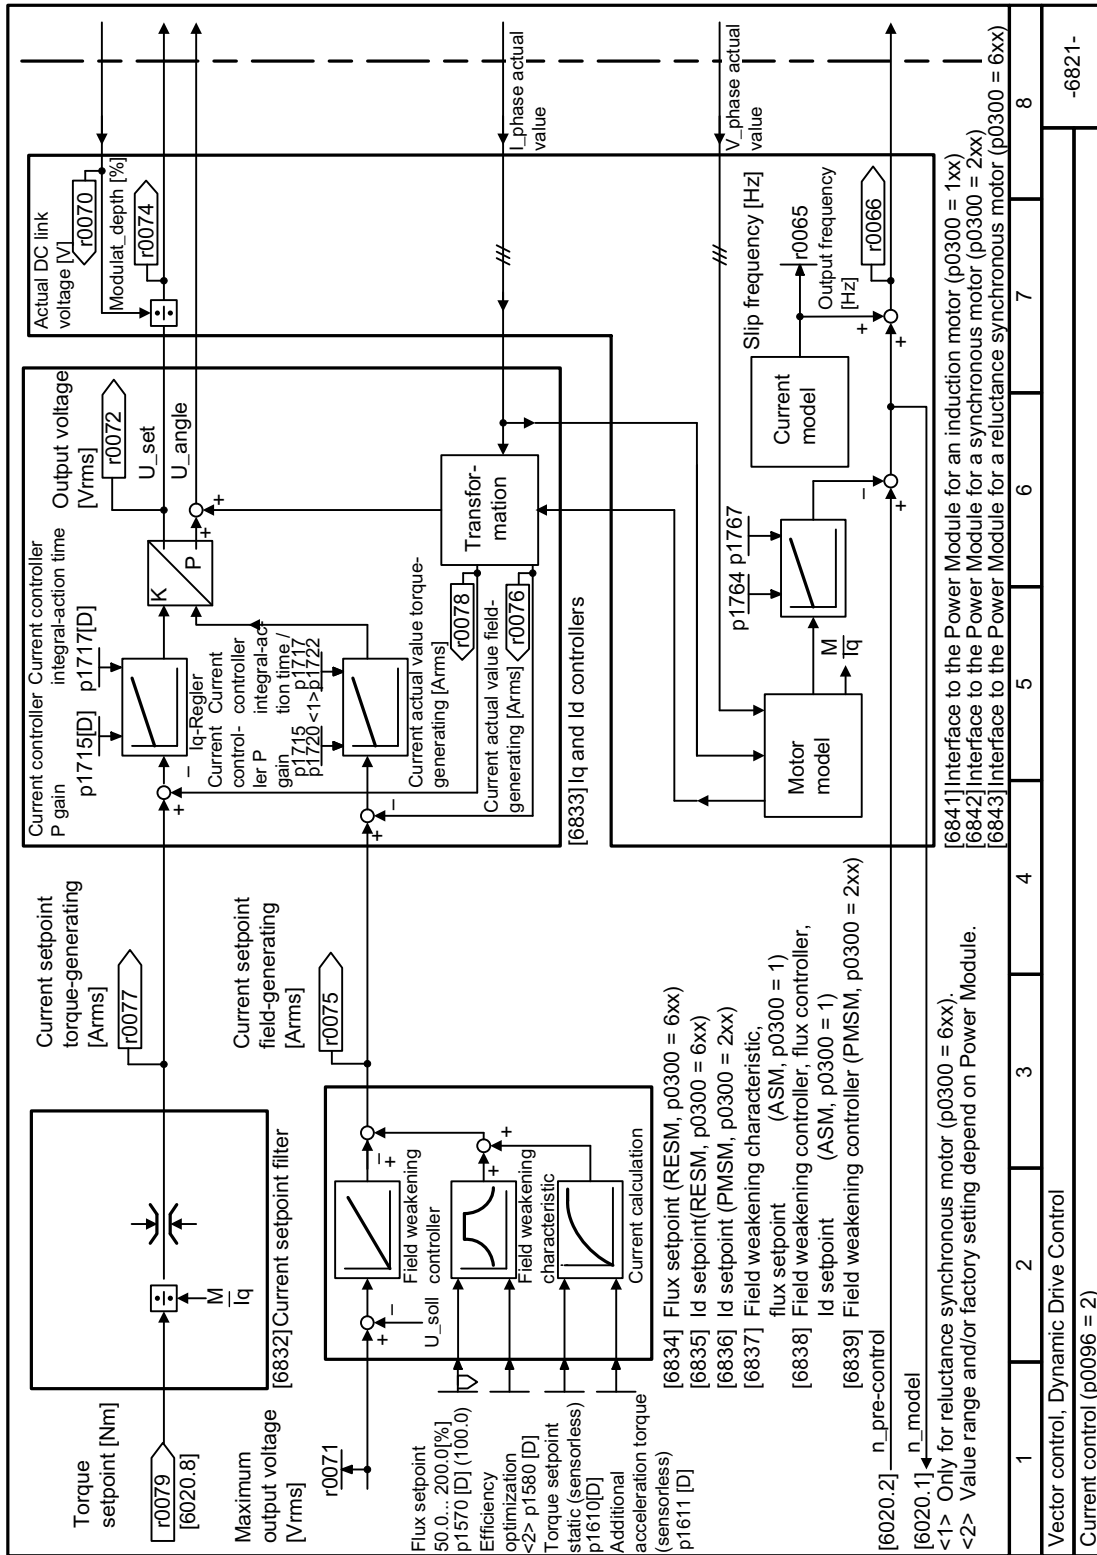 Torque
setpoint [Nm]
r0079
[6020.8]
M
Iq
[6832] Current setpoint filter
Current setpoint
torque-generating
[Arms]
r0077
Current controller
P gain
p1715[D]
Current controller
integral-action time
p1717[D]
+
–
Iq-Regler
Output voltage
[Vrms]
r0072
U_set
U_angle
K
P
+
+
Actual DC link
voltage [V]
r0070
Modulat_depth [%]
r0074
Maximum
output voltage
[Vrms]
r0071
+
–
U_soll
Field weakening
controller
–
+
Current setpoint
field-generating
[Arms]
r0075
Current
control-
ler P
gain
p1715
p1720 <1>
Current
controller
integral-ac
tion time/
p1717
p1722
+
–
Current actual value torque-
generating [Arms]
r0078
Current actual value field-
generating [Arms]
r0076
Transfor-
mation
I_phase actual
value
[6833] Iq and Id controllers
Flux setpoint
50.0... 200.0[%]
p1570 [D] (100.0)
Efficiency
optimization
<2> p1580 [D]
Torque setpoint
static (sensorless)
p1610[D]
Additional
acceleration torque
(sensorless)
p1611 [D]
Field weakening
characteristic
+
+
Current calculation
[6834] Flux setpoint (RESM, p0300 = 6xx)
[6835] Id setpoint(RESM, p0300 = 6xx)
[6836] Id setpoint (PMSM, p0300 = 2xx)
[6837] Field weakening characteristic,
flux setpoint (ASM, p0300 = 1)
[6838] Field weakening controller, flux controller,
Id setpoint (ASM, p0300 = 1)
[6839] Field weakening controller (PMSM, p0300 = 2xx)
Motor
model
M
Iq
p1764 p1767
Current
model
V_phase actual
value
Slip frequency [Hz]
r0065
Output frequency
[Hz]
r0066
–
+
+
+
[6020.2] n_pre-control
[6020.1] n_model
[6841] Interface to the Power Module for an induction motor (p0300 = 1xx)
[6842] Interface to the Power Module for a synchronous motor (p0300 = 2xx)
[6843] Interface to the Power Module for a reluctance synchronous motor (p0300 = 6xx)
<1> Only for reluctance synchronous motor (p0300 = 6xx).
<2> Value range and/or factory setting depend on Power Module.
1 2 3 4 5 6 7 8
Vector control, Dynamic Drive Control
Current control (p0096 = 2)
-6821-